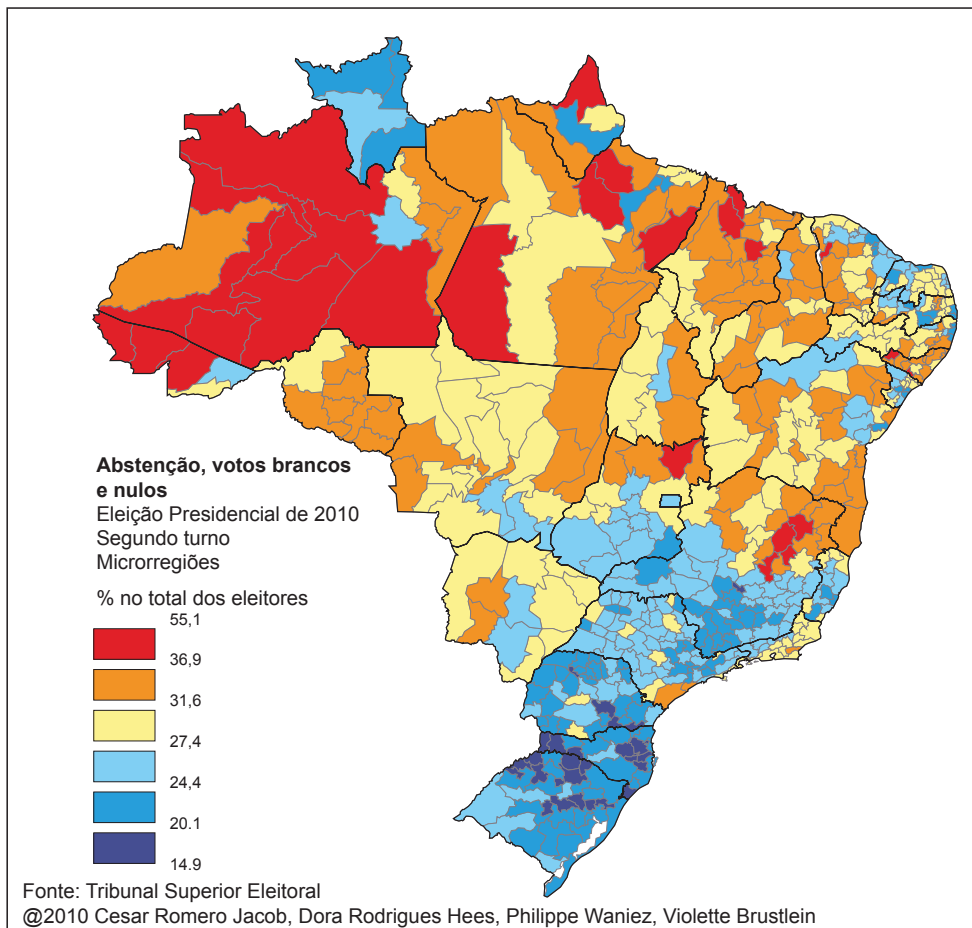 Abstenção, votos brancos
e nulos
Eleição Presidencial de 2010
Segundo turno
Microrregiões
% no total dos eleitores
55,1
36,9
31.6
27,4
24,4
20.1
14.9
Fonte: Tribunal Superior Eleitoral
@2010 Cesar Romero Jacob, Dora Rodrigues Hees, Philippe Waniez, Violette Brustlein